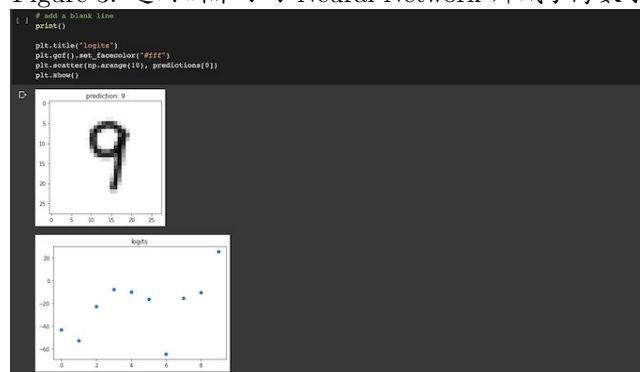 Neural Network
[ ] # add a blank line
print()
plt.title("logits")
plt.gcf().set_facecolor("#fff")
plt.scatter(np.arange(10), predictions[0])
plt.show()
prediction: 9
0
5
10
15
20
25
0 5 10 15 20 25
logits
20
0
−20
−40
−60
0 2 4 6 8